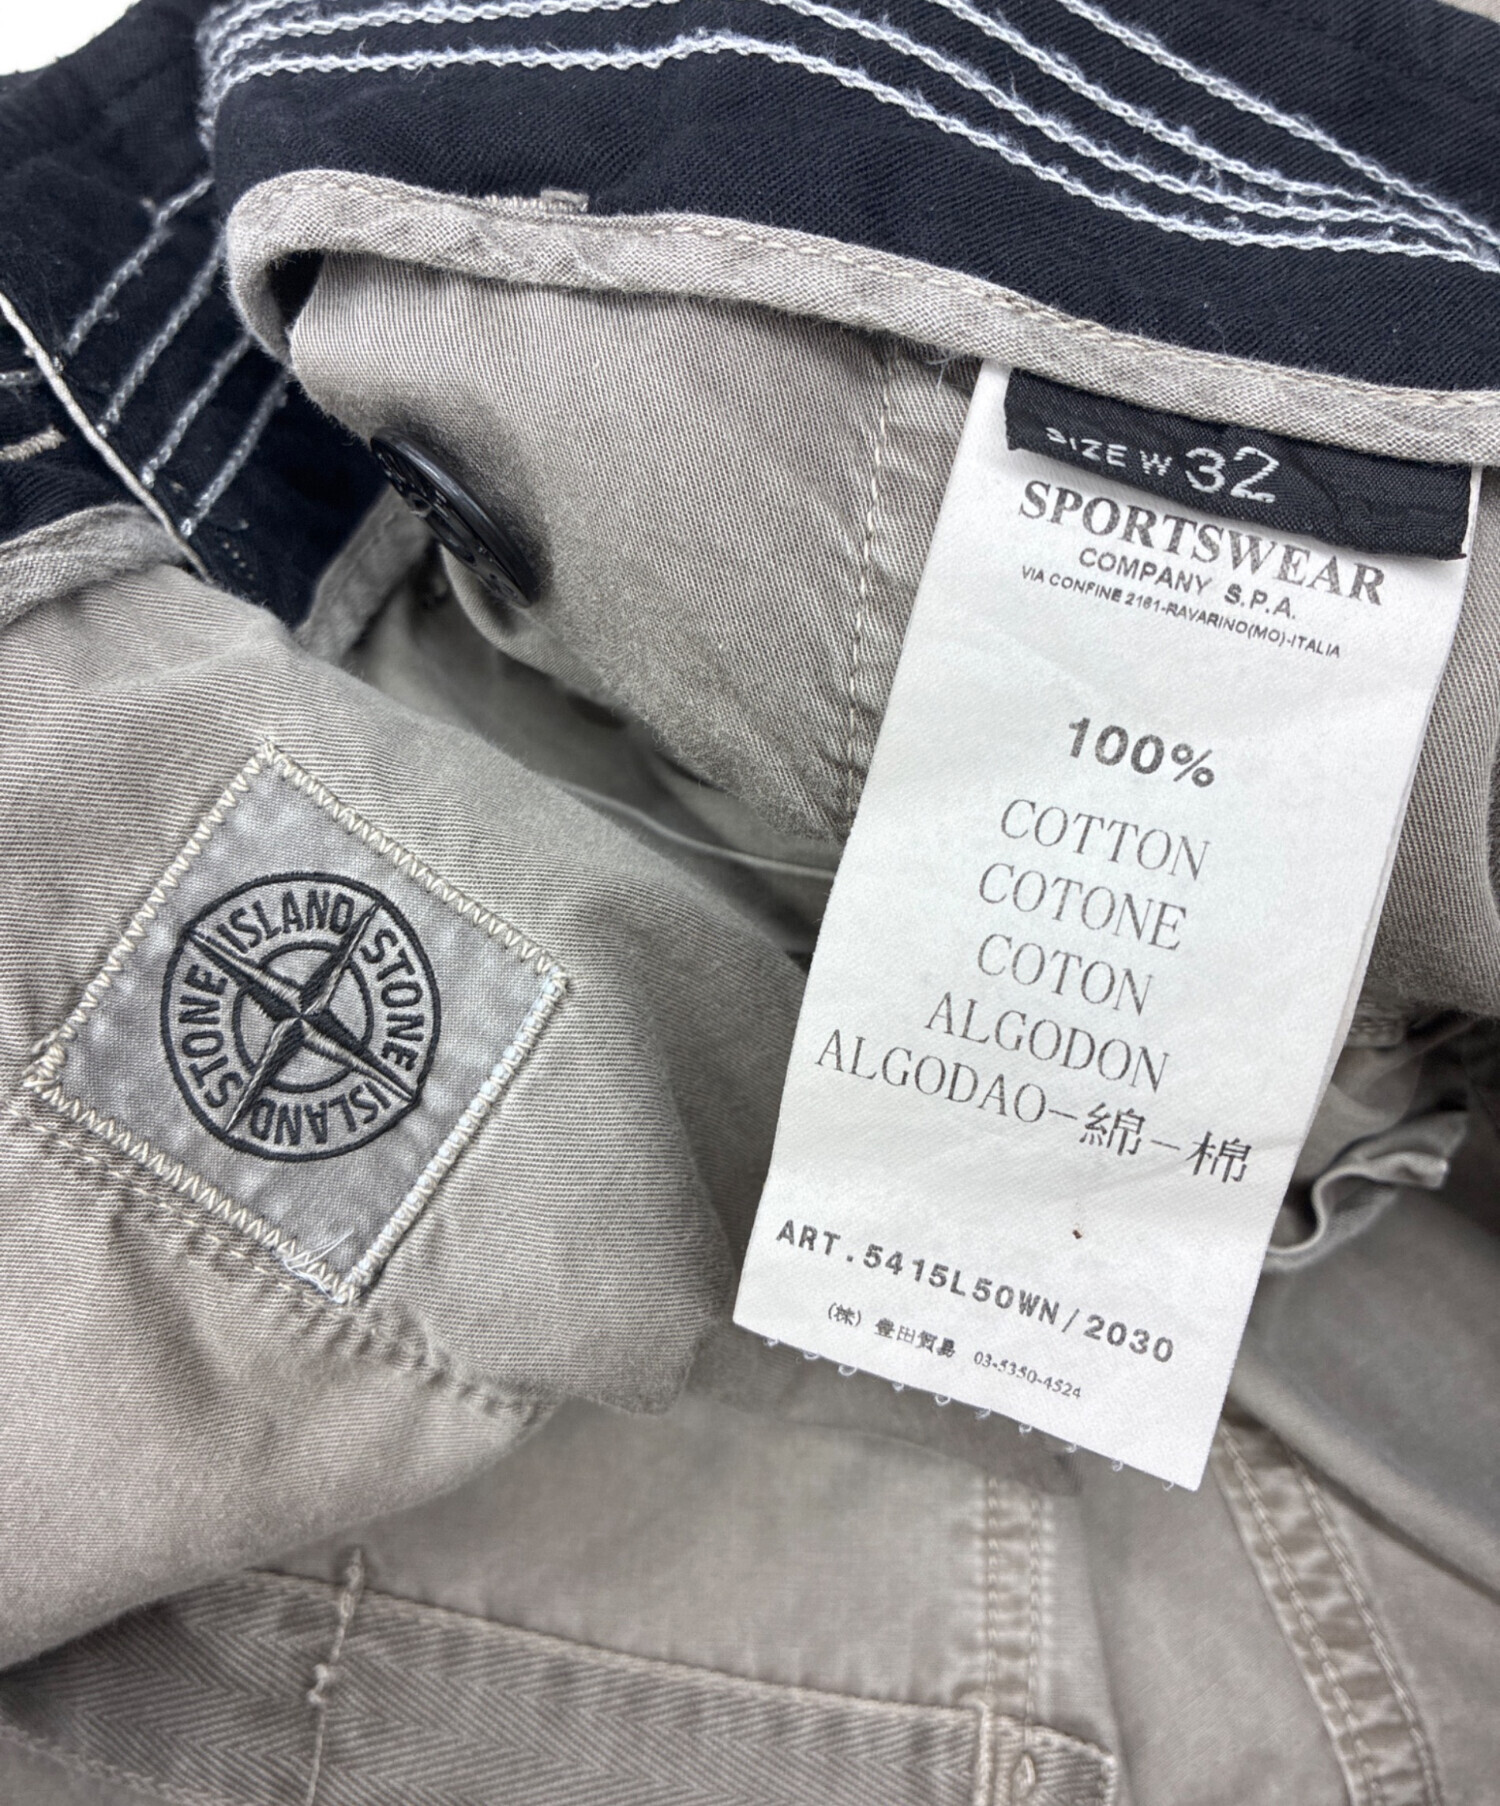 SIZE W 32
SPORTSWEAR
COMPANY S.P.A.
VIA CONFINE 2161-RAVARINO(MO)-ITALIA
100%
COTTON
COTONE
COTON
ALGODON
ALGODAO-綿-棉
ART.5415L50WN/2030
(株) 豊田貿易 03-5350-4524
STONE ISLAND STONE ISLAND